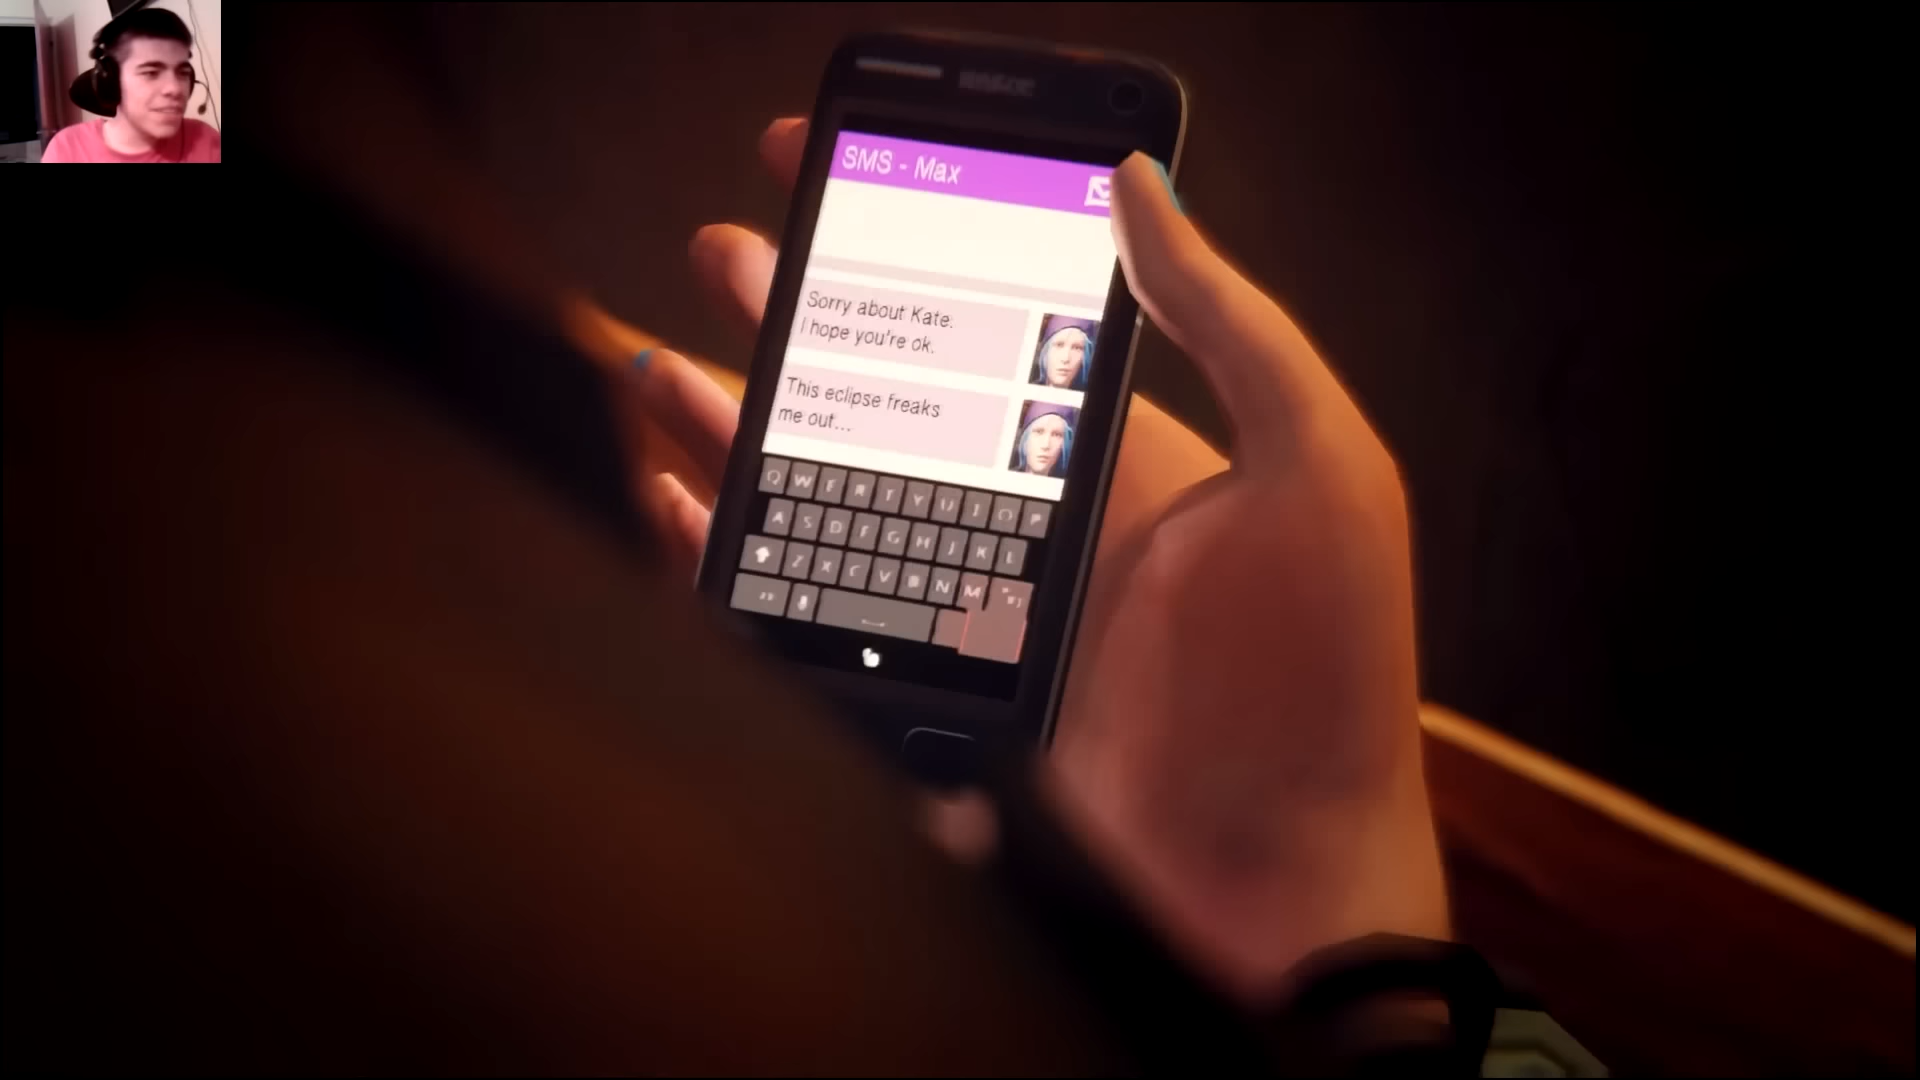 SMS - Max
Sorry about Kate.
I hope you're ok.
This eclipse freaks
me out...
Q W E R T Y U I O P
A S D F G H J K L
Z X C V B N M